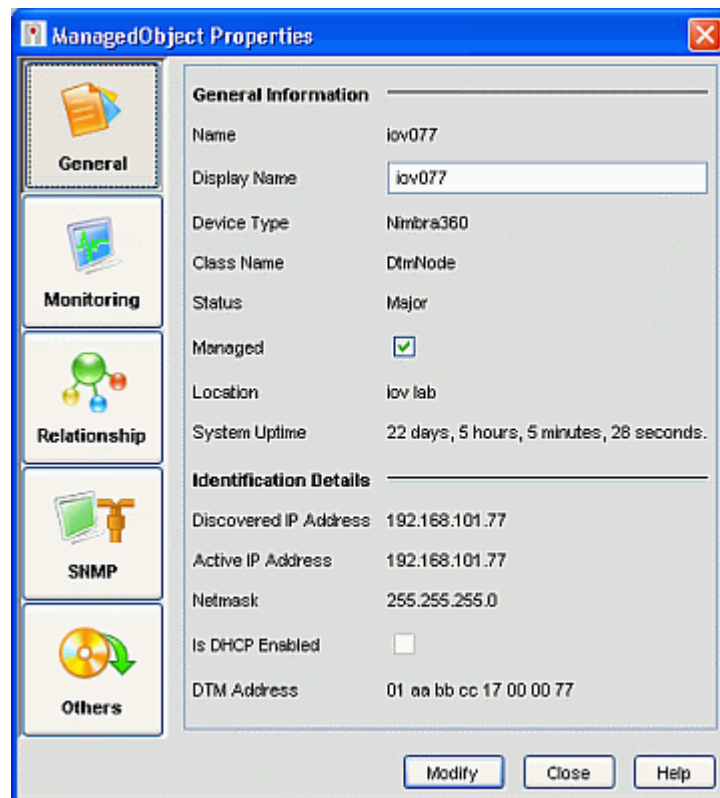 ManagedObject Properties
General
Monitoring
Relationship
SNMP
Others
General Information
Name iov077
Display Name iov077
Device Type Nimbra360
Class Name DtmNode
Status Major
Managed
Location iov lab
System Uptime 22 days, 5 hours, 5 minutes, 28 seconds.
Identification Details
Discovered IP Address 192.168.101.77
Active IP Address 192.168.101.77
Netmask 255.255.255.0
Is DHCP Enabled
DTM Address 01 aa bb cc 17 00 00 77
Modify Close Help